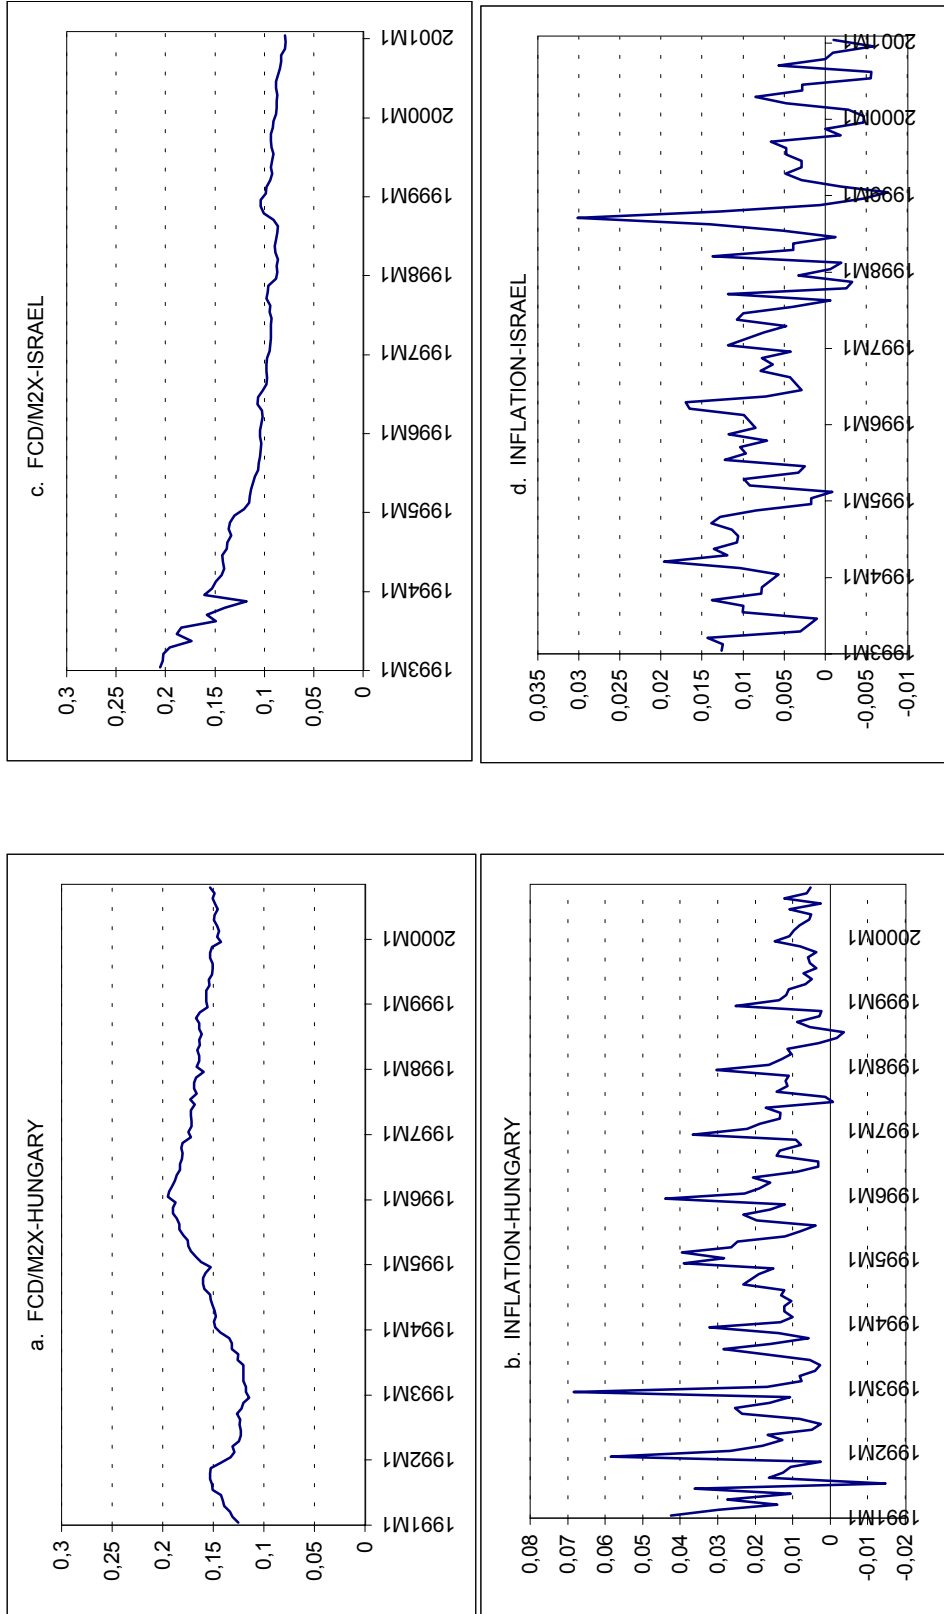 a. FCD/M2X-HUNGARY
0,3
0,25
0,2
0,15
0,1
0,05
0
1991M1
1992M1
1993M1
1994M1
1995M1
1996M1
1997M1
1998M1
1999M1
2000M1
c. FCD/M2X-ISRAEL
0,3
0,25
0,2
0,15
0,1
0,05
0
1993M1
1994M1
1995M1
1996M1
1997M1
1998M1
1999M1
2000M1
2001M1
b. INFLATION-HUNGARY
0,08
0,07
0,06
0,05
0,04
0,03
0,02
0,01
0
-0,01
-0,02
1991M1
1992M1
1993M1
1994M1
1995M1
1996M1
1997M1
1998M1
1999M1
2000M1
d. INFLATION-ISRAEL
0,035
0,03
0,025
0,02
0,015
0,01
0,005
0
-0,005
-0,01
1993M1
1994M1
1995M1
1996M1
1997M1
1998M1
1999M1
2000M1
2001M1